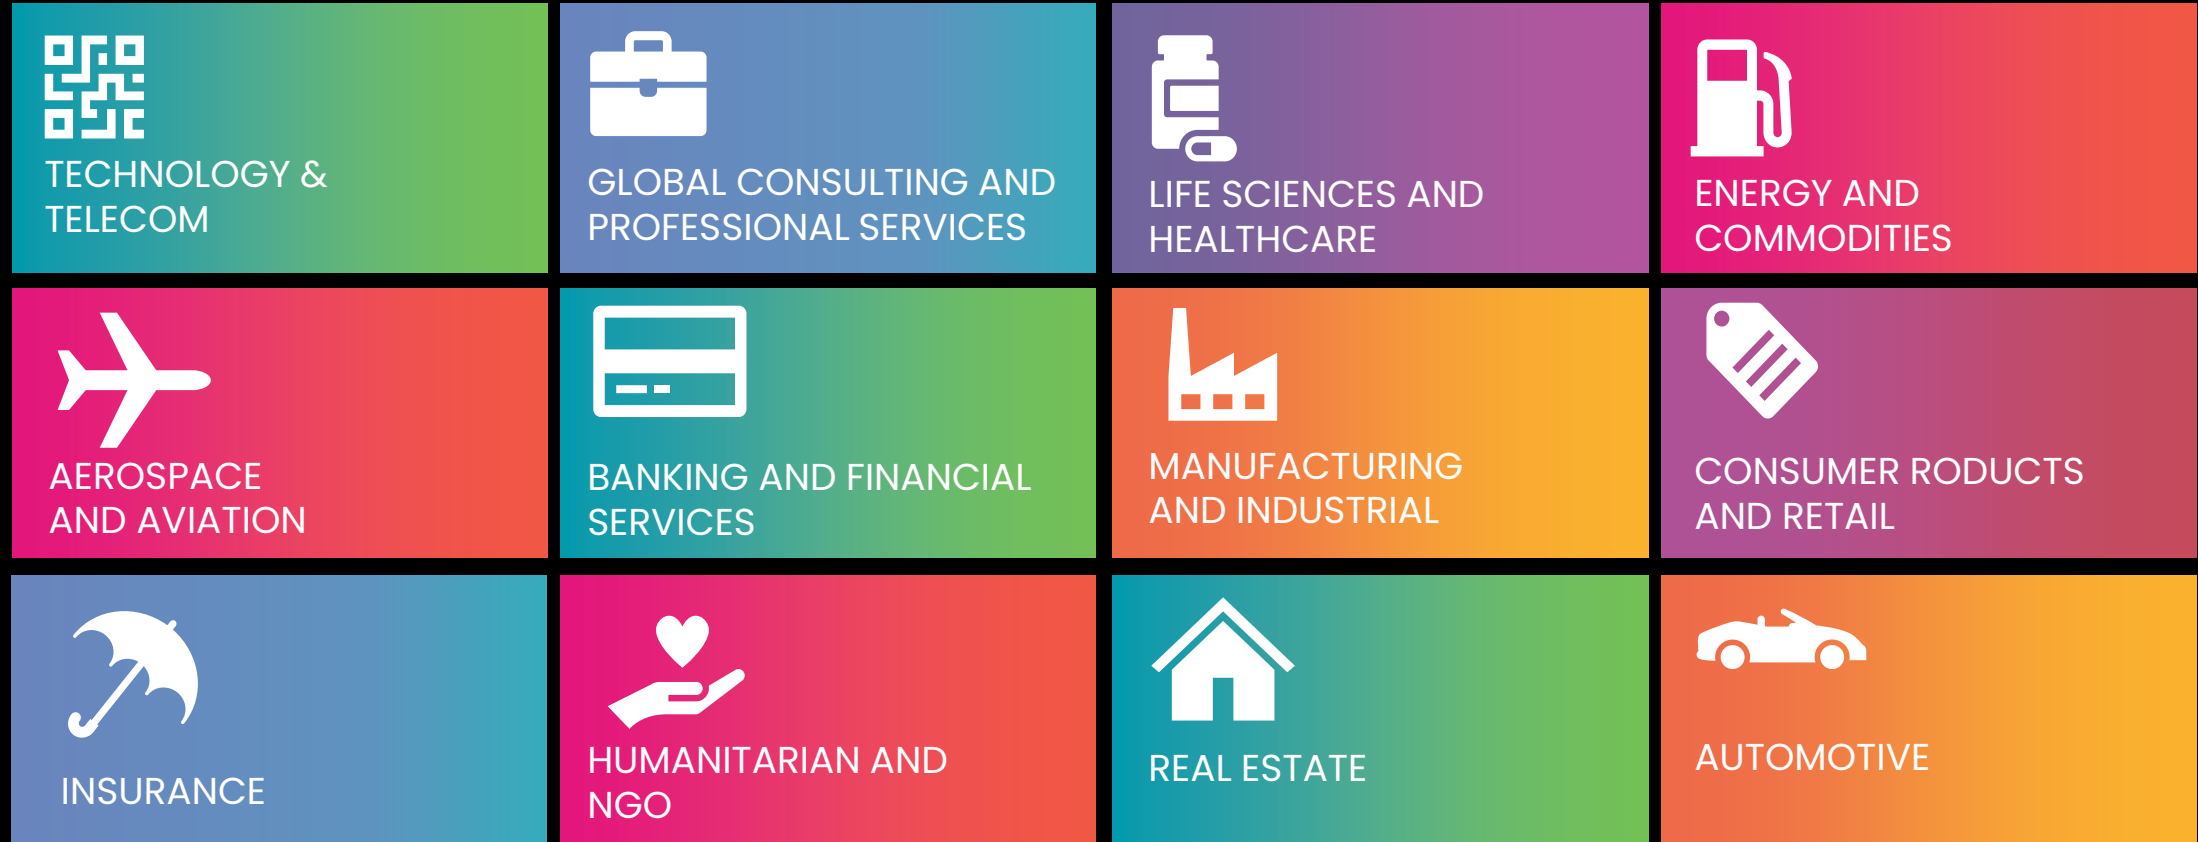 TECHNOLOGY &
TELECOM
GLOBAL CONSULTING AND
PROFESSIONAL SERVICES
LIFE SCIENCES AND
HEALTHCARE
ENERGY AND
COMMODITIES
AEROSPACE
AND AVIATION
BANKING AND FINANCIAL
SERVICES
MANUFACTURING
AND INDUSTRIAL
CONSUMER RODUCTS
AND RETAIL
INSURANCE
HUMANITARIAN AND
NGO
REAL ESTATE
AUTOMOTIVE